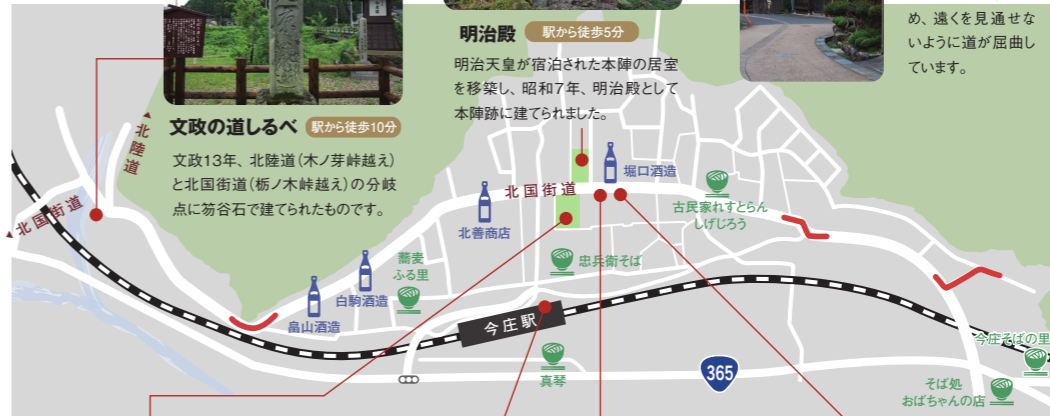 め、遠くを見通せな
いように道が屈曲し
ています。
明治殿 駅から徒歩5分
明治天皇が宿泊された本陣の居室
を移築し、昭和7年、明治殿として
本陣跡に建てられました。
文政の道しるべ 駅から徒歩10分
文政13年、北陸道(木ノ芽峠越え)
と北国街道(栃ノ木峠越え)の分岐
点に笏谷石で建てられたものです。
北陸道
北国街道
北国街道
堀口酒造
北善商店
古民家れすとらん
しげじろう
忠兵衛そば
蕎麦
ふる里
白駒酒造
畠山酒造
今庄駅
真琴
365
今庄そばの里
そば処
おばちゃんの店